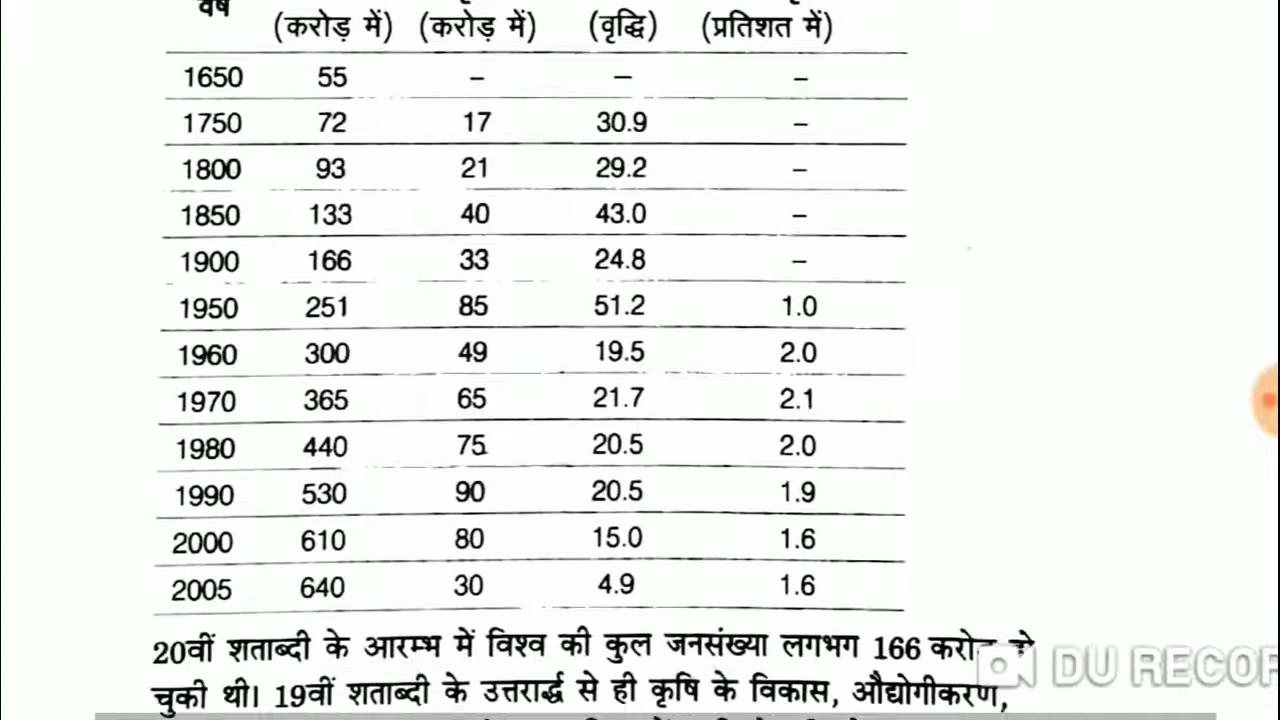 वर्ष
(करोड़ में) (करोड़ में) (वृद्धि) (प्रतिशत में)
1650 55 – – –
1750 72 17 30.9 –
1800 93 21 29.2 –
1850 133 40 43.0 –
1900 166 33 24.8 –
1950 251 85 51.2 1.0
1960 300 49 19.5 2.0
1970 365 65 21.7 2.1
1980 440 75 20.5 2.0
1990 530 90 20.5 1.9
2000 610 80 15.0 1.6
2005 640 30 4.9 1.6
20वीं शताब्दी के आरम्भ में विश्व की कुल जनसंख्या लगभग 166 करोड़
चुकी थी। 19वीं शताब्दी के उत्तरार्द्ध से ही कृषि के विकास, औद्योगीकरण,
DU RECOR